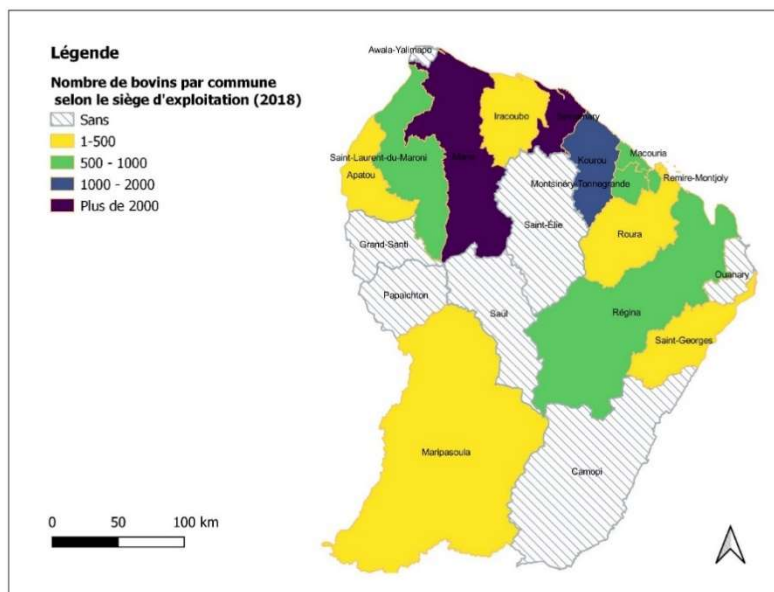 Légende
Nombre de bovins par commune
selon le siège d'exploitation (2018)
Sans
1-500
500 - 1000
1000 - 2000
Plus de 2000
Awala-Yalimapo
Iracoubo
Kourou
Macouria
Saint-Laurent-du-Maroni
Apatou
Montsinéry-Tonnegrande
Remire-Montjoly
Saint-Élie
Roura
Grand-Santi
Ouanary
Papaichton
Saül
Régina
Saint-Georges
Maripasoula
Camopi
0 50 100 km